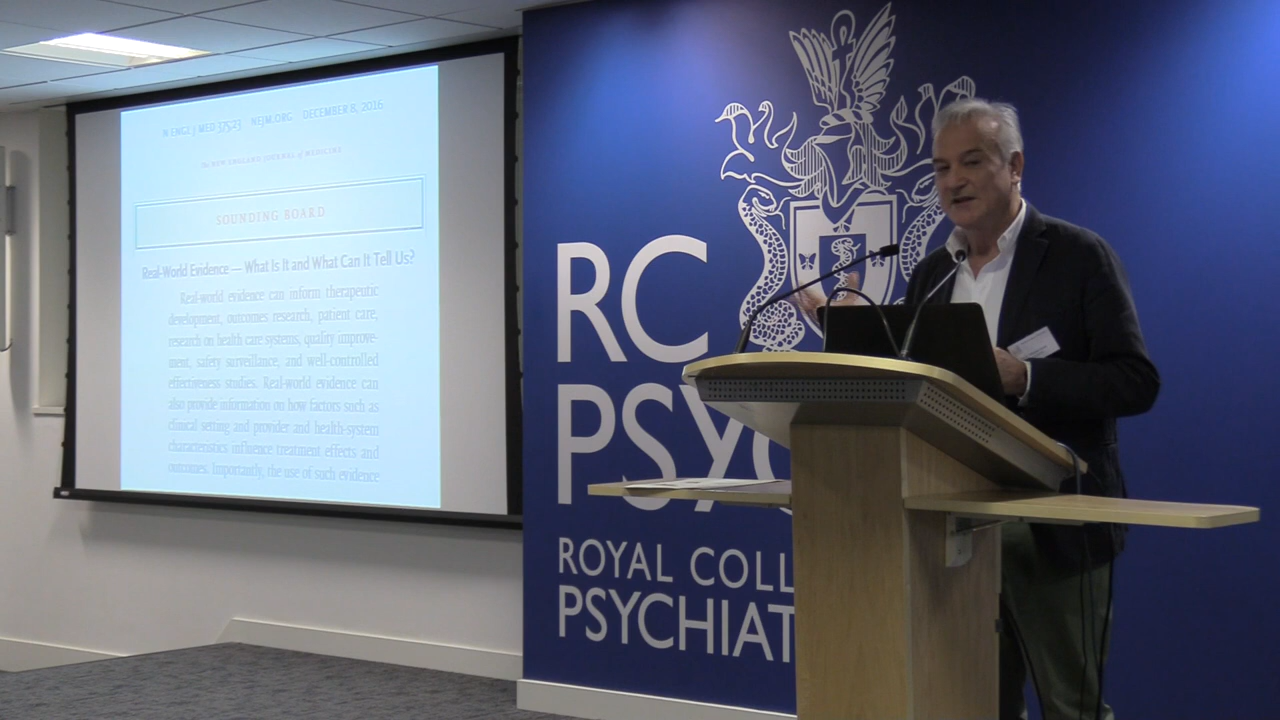 N ENGL J MED 375;23 NEJM.ORG DECEMBER 8, 2016
The NEW ENGLAND JOURNAL of MEDICINE
SOUNDING BOARD
Real-World Evidence — What Is It and What Can It Tell Us?
Real-world evidence can inform therapeutic
development, outcomes research, patient care,
research on health care systems, quality improve-
ment, safety surveillance, and well-controlled
effectiveness studies. Real-world evidence can
also provide information on how factors such as
clinical setting and provider and health-system
characteristics influence treatment effects and
outcomes. Importantly, the use of such evidence
RC
PSYC
ROYAL COLL
PSYCHIAT